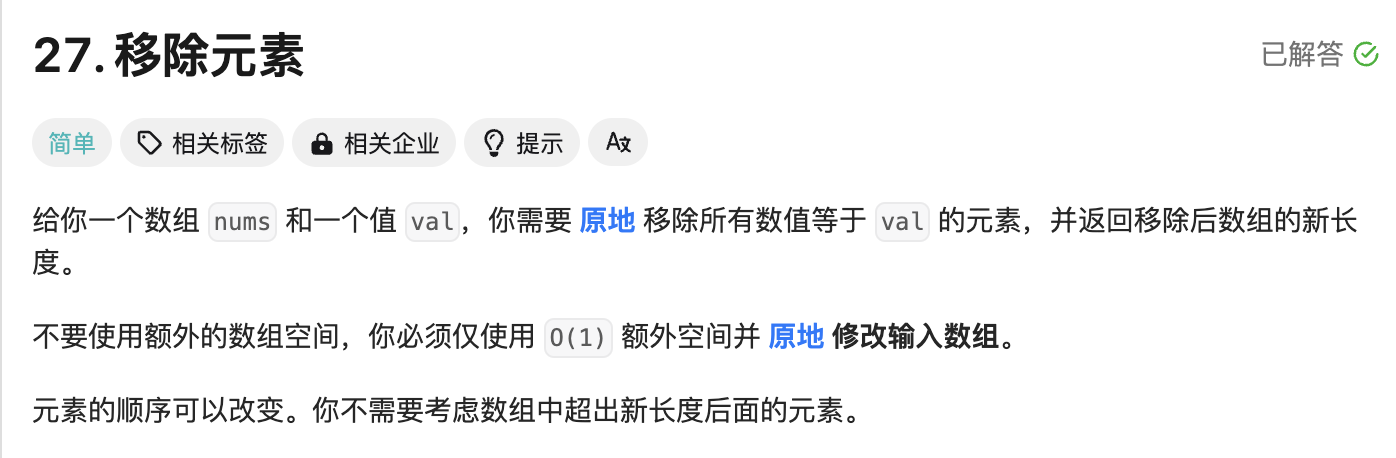 27. 移除元素
已解答
简单 相关标签 相关企业 提示 A文
给你一个数组 nums 和一个值 val，你需要 原地 移除所有数值等于 val 的元素，并返回移除后数组的新长
度。
不要使用额外的数组空间，你必须仅使用 O(1) 额外空间并 原地 修改输入数组。
元素的顺序可以改变。你不需要考虑数组中超出新长度后面的元素。